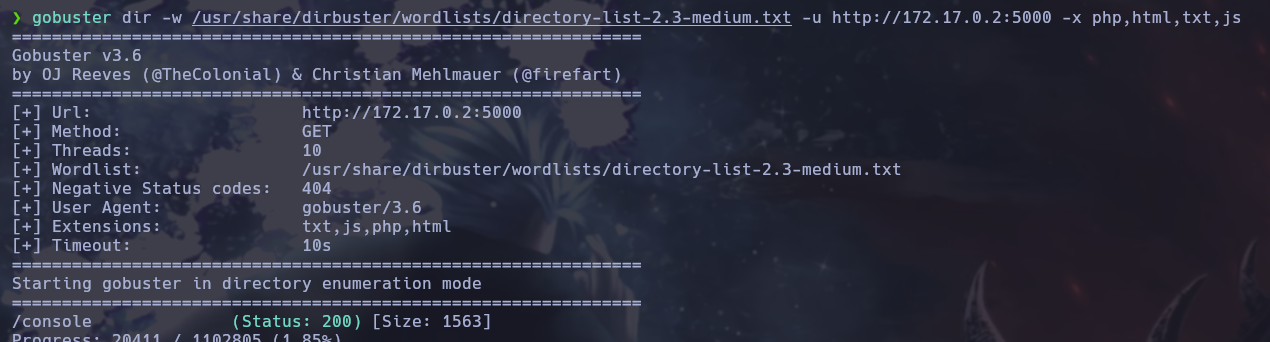 ❯ gobuster dir -w /usr/share/dirbuster/wordlists/directory-list-2.3-medium.txt -u http://172.17.0.2:5000 -x php,html,txt,js
===============================================================
Gobuster v3.6
by OJ Reeves (@TheColonial) & Christian Mehlmauer (@firefart)
===============================================================
[+] Url:                     http://172.17.0.2:5000
[+] Method:                  GET
[+] Threads:                 10
[+] Wordlist:                /usr/share/dirbuster/wordlists/directory-list-2.3-medium.txt
[+] Negative Status codes:   404
[+] User Agent:              gobuster/3.6
[+] Extensions:              txt,js,php,html
[+] Timeout:                 10s
===============================================================
Starting gobuster in directory enumeration mode
===============================================================
/console              (Status: 200) [Size: 1563]
Progress: 20411 / 1102805 (1.85%)